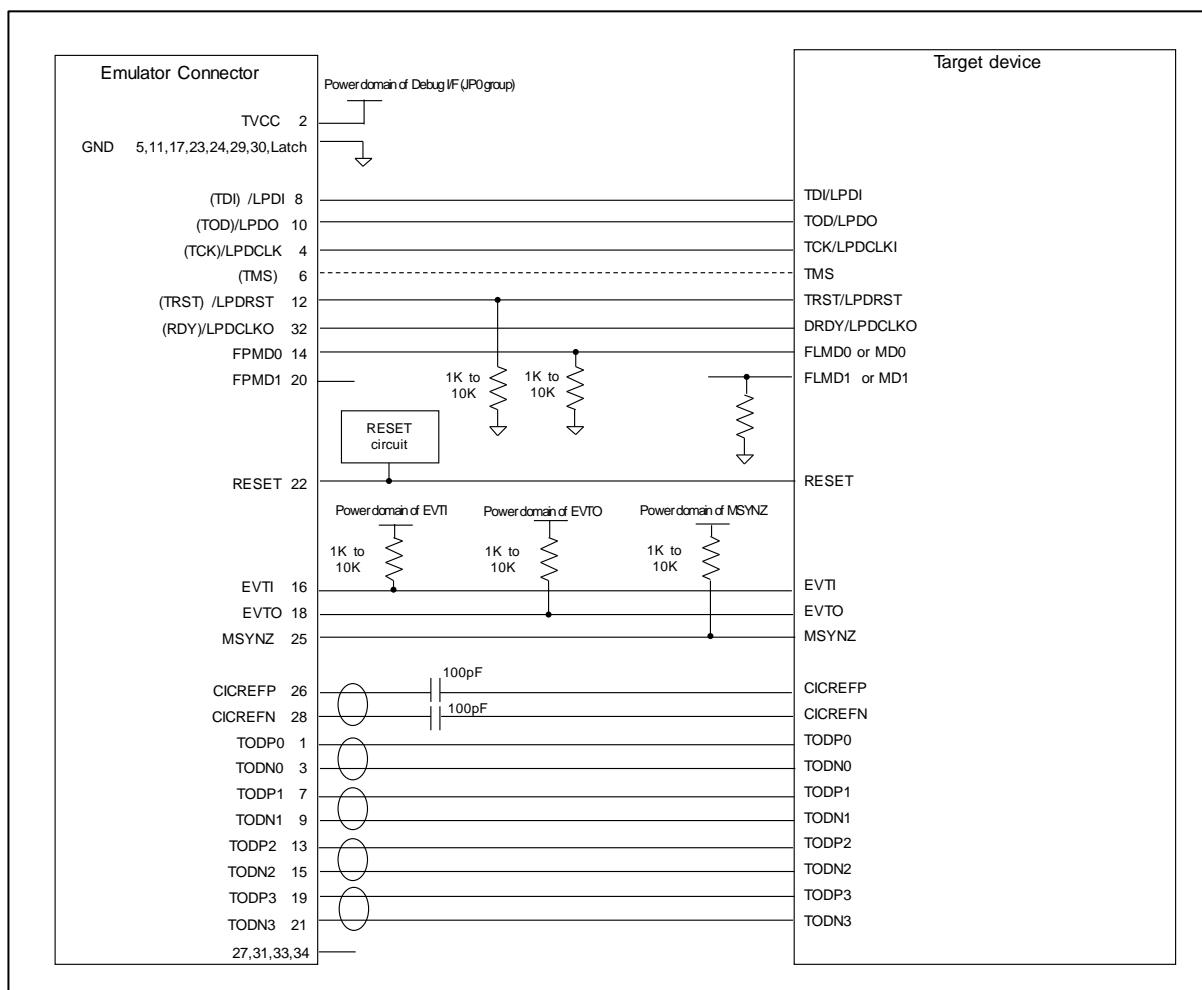 Emulator Connector
Target device
Power domain of Debug I/F (JP0 group)
TVCC 2
GND 5,11,17,23,24,29,30,Latch
(TDI) /LPDI 8
TDI/LPDI
(TOD)/LPDO 10
TOD/LPDO
(TCK)/LPDCLK 4
TCK/LPDCLKI
(TMS) 6
TMS
(TRST) /LPDRST 12
TRST/LPDRST
(RDY)/LPDCLKO 32
DRDY/LPDCLKO
FPMD0 14
FLMD0 or MD0
FPMD1 20
FLMD1 or MD1
1K to
10K
1K to
10K
RESET
circuit
RESET 22
RESET
Power domain of EVTI
Power domain of EVTO
Power domain of MSYNZ
1K to
10K
1K to
10K
1K to
10K
EVTI 16
EVTI
EVTO 18
EVTO
MSYNZ 25
MSYNZ
100pF
CICREFP 26
CICREFP
100pF
CICREFN 28
CICREFN
TODP0 1
TODP0
TODN0 3
TODN0
TODP1 7
TODP1
TODN1 9
TODN1
TODP2 13
TODP2
TODN2 15
TODN2
TODP3 19
TODP3
TODN3 21
TODN3
27,31,33,34